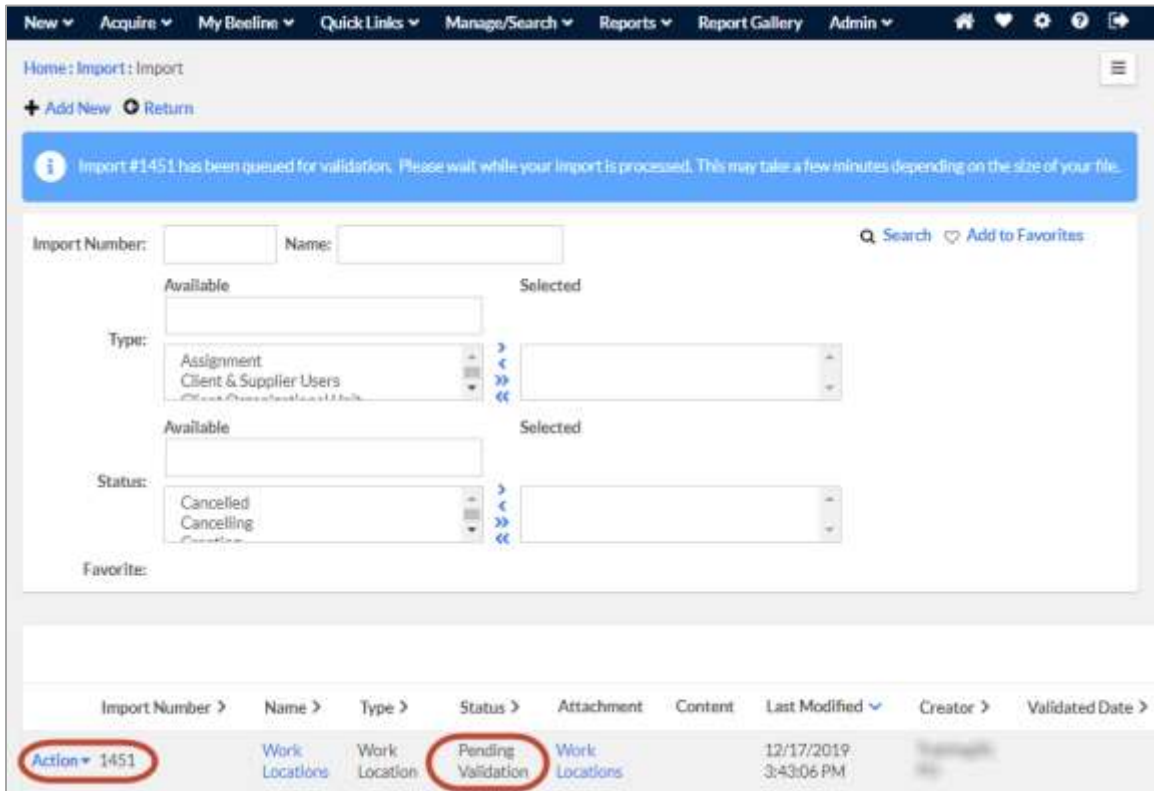 New Acquire My Beeline Quick Links Manage/Search Reports Report Gallery Admin
Home : Import : Import
Add New Return
Import #1451 has been queued for validation. Please wait while your import is processed. This may take a few minutes depending on the size of your file.
Import Number: Name: Search Add to Favorites
Available Selected
Type:
Assignment
Client & Supplier Users
Client Organizational Unit
Available Selected
Status:
Cancelled
Cancelling
Creating
Favorite:
Import Number > Name > Type > Status > Attachment Content Last Modified Creator > Validated Date >
Action 1451 Work Work Pending Work 12/17/2019
Locations Location Validation Locations 3:43:06 PM